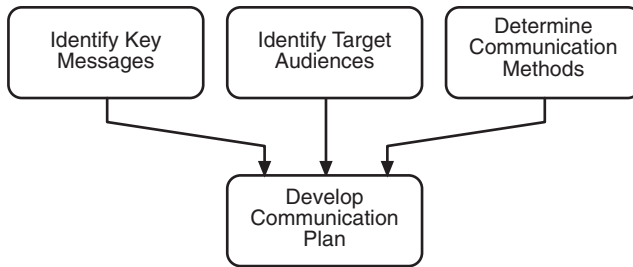 Identify Key
Messages
Identify Target
Audiences
Determine
Communication
Methods
Develop
Communication
Plan